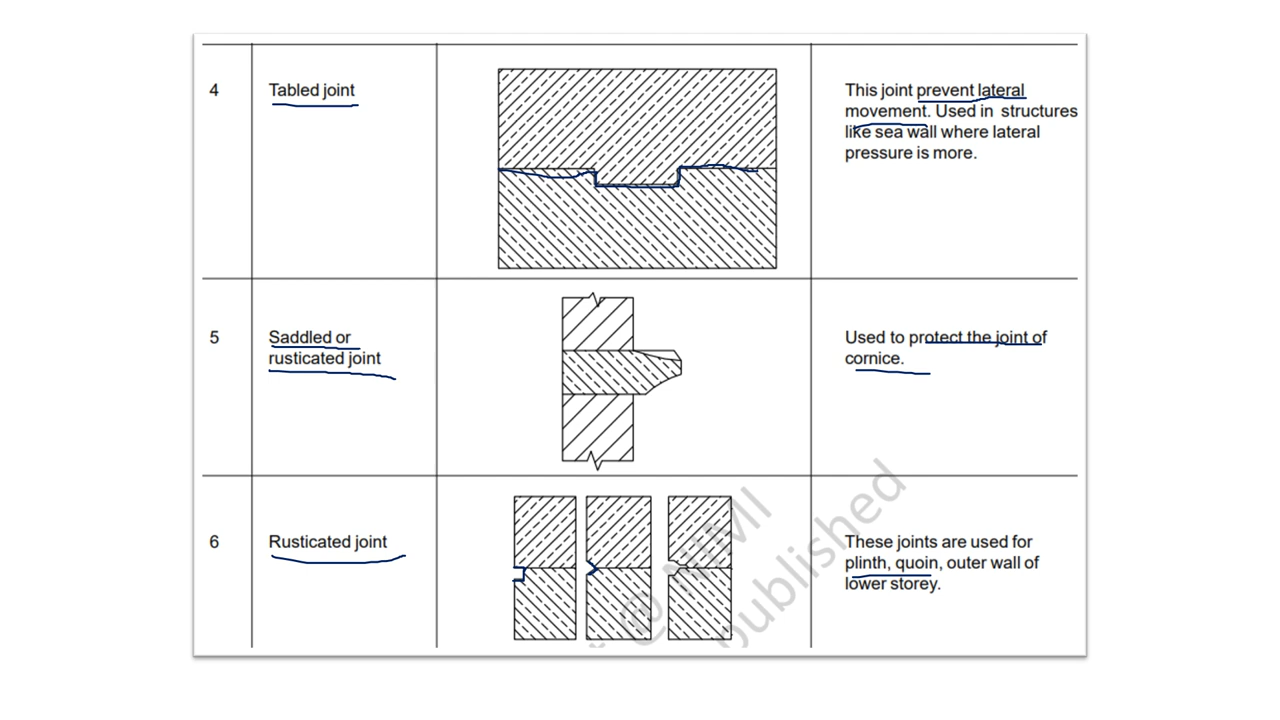 4
Tabled joint
This joint prevent lateral
movement. Used in structures
like sea wall where lateral
pressure is more.
5
Saddled or
rusticated joint
Used to protect the joint of
cornice.
6
Rusticated joint
These joints are used for
plinth, quoin, outer wall of
lower storey.
@ NIMI
published